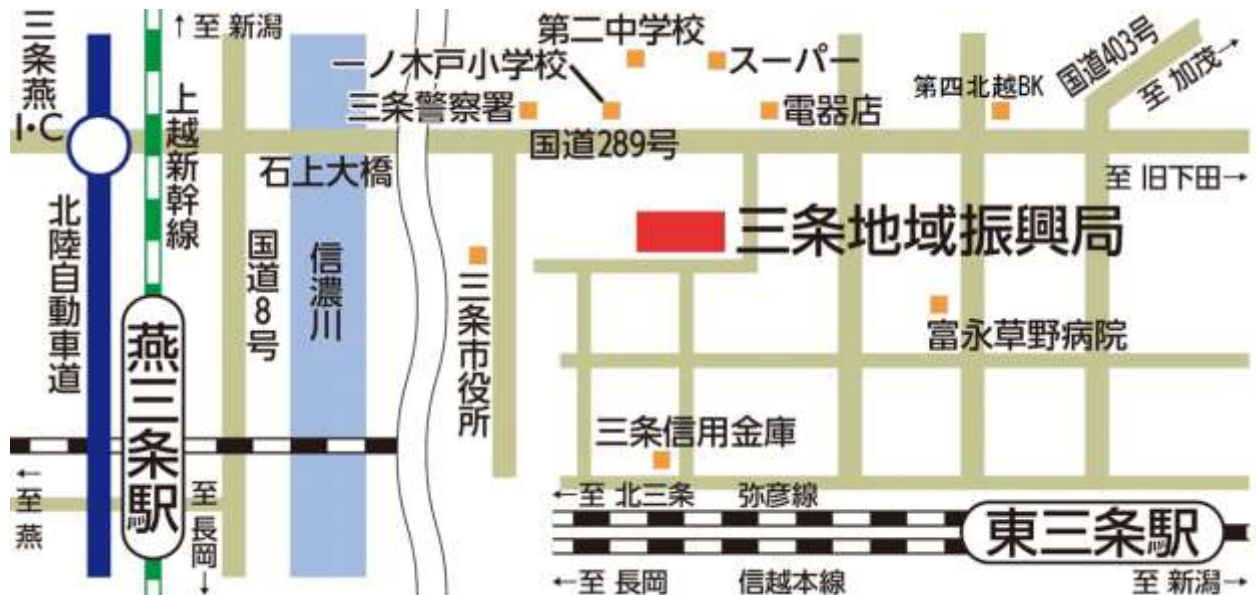 三条燕
I・C
↑至 新潟
上越新幹線
北陸自動車道
燕三条駅
←至 燕
至 長岡→
国道8号
石上大橋
信濃川
第二中学校
スーパー
一ノ木戸小学校
三条警察署
国道289号
電器店
第四北越BK
国道403号
至 加茂→
至 旧下田→
三条地域振興局
三条市役所
富永草野病院
三条信用金庫
←至 北三条 弥彦線
東三条駅
←至 長岡 信越本線 至 新潟→